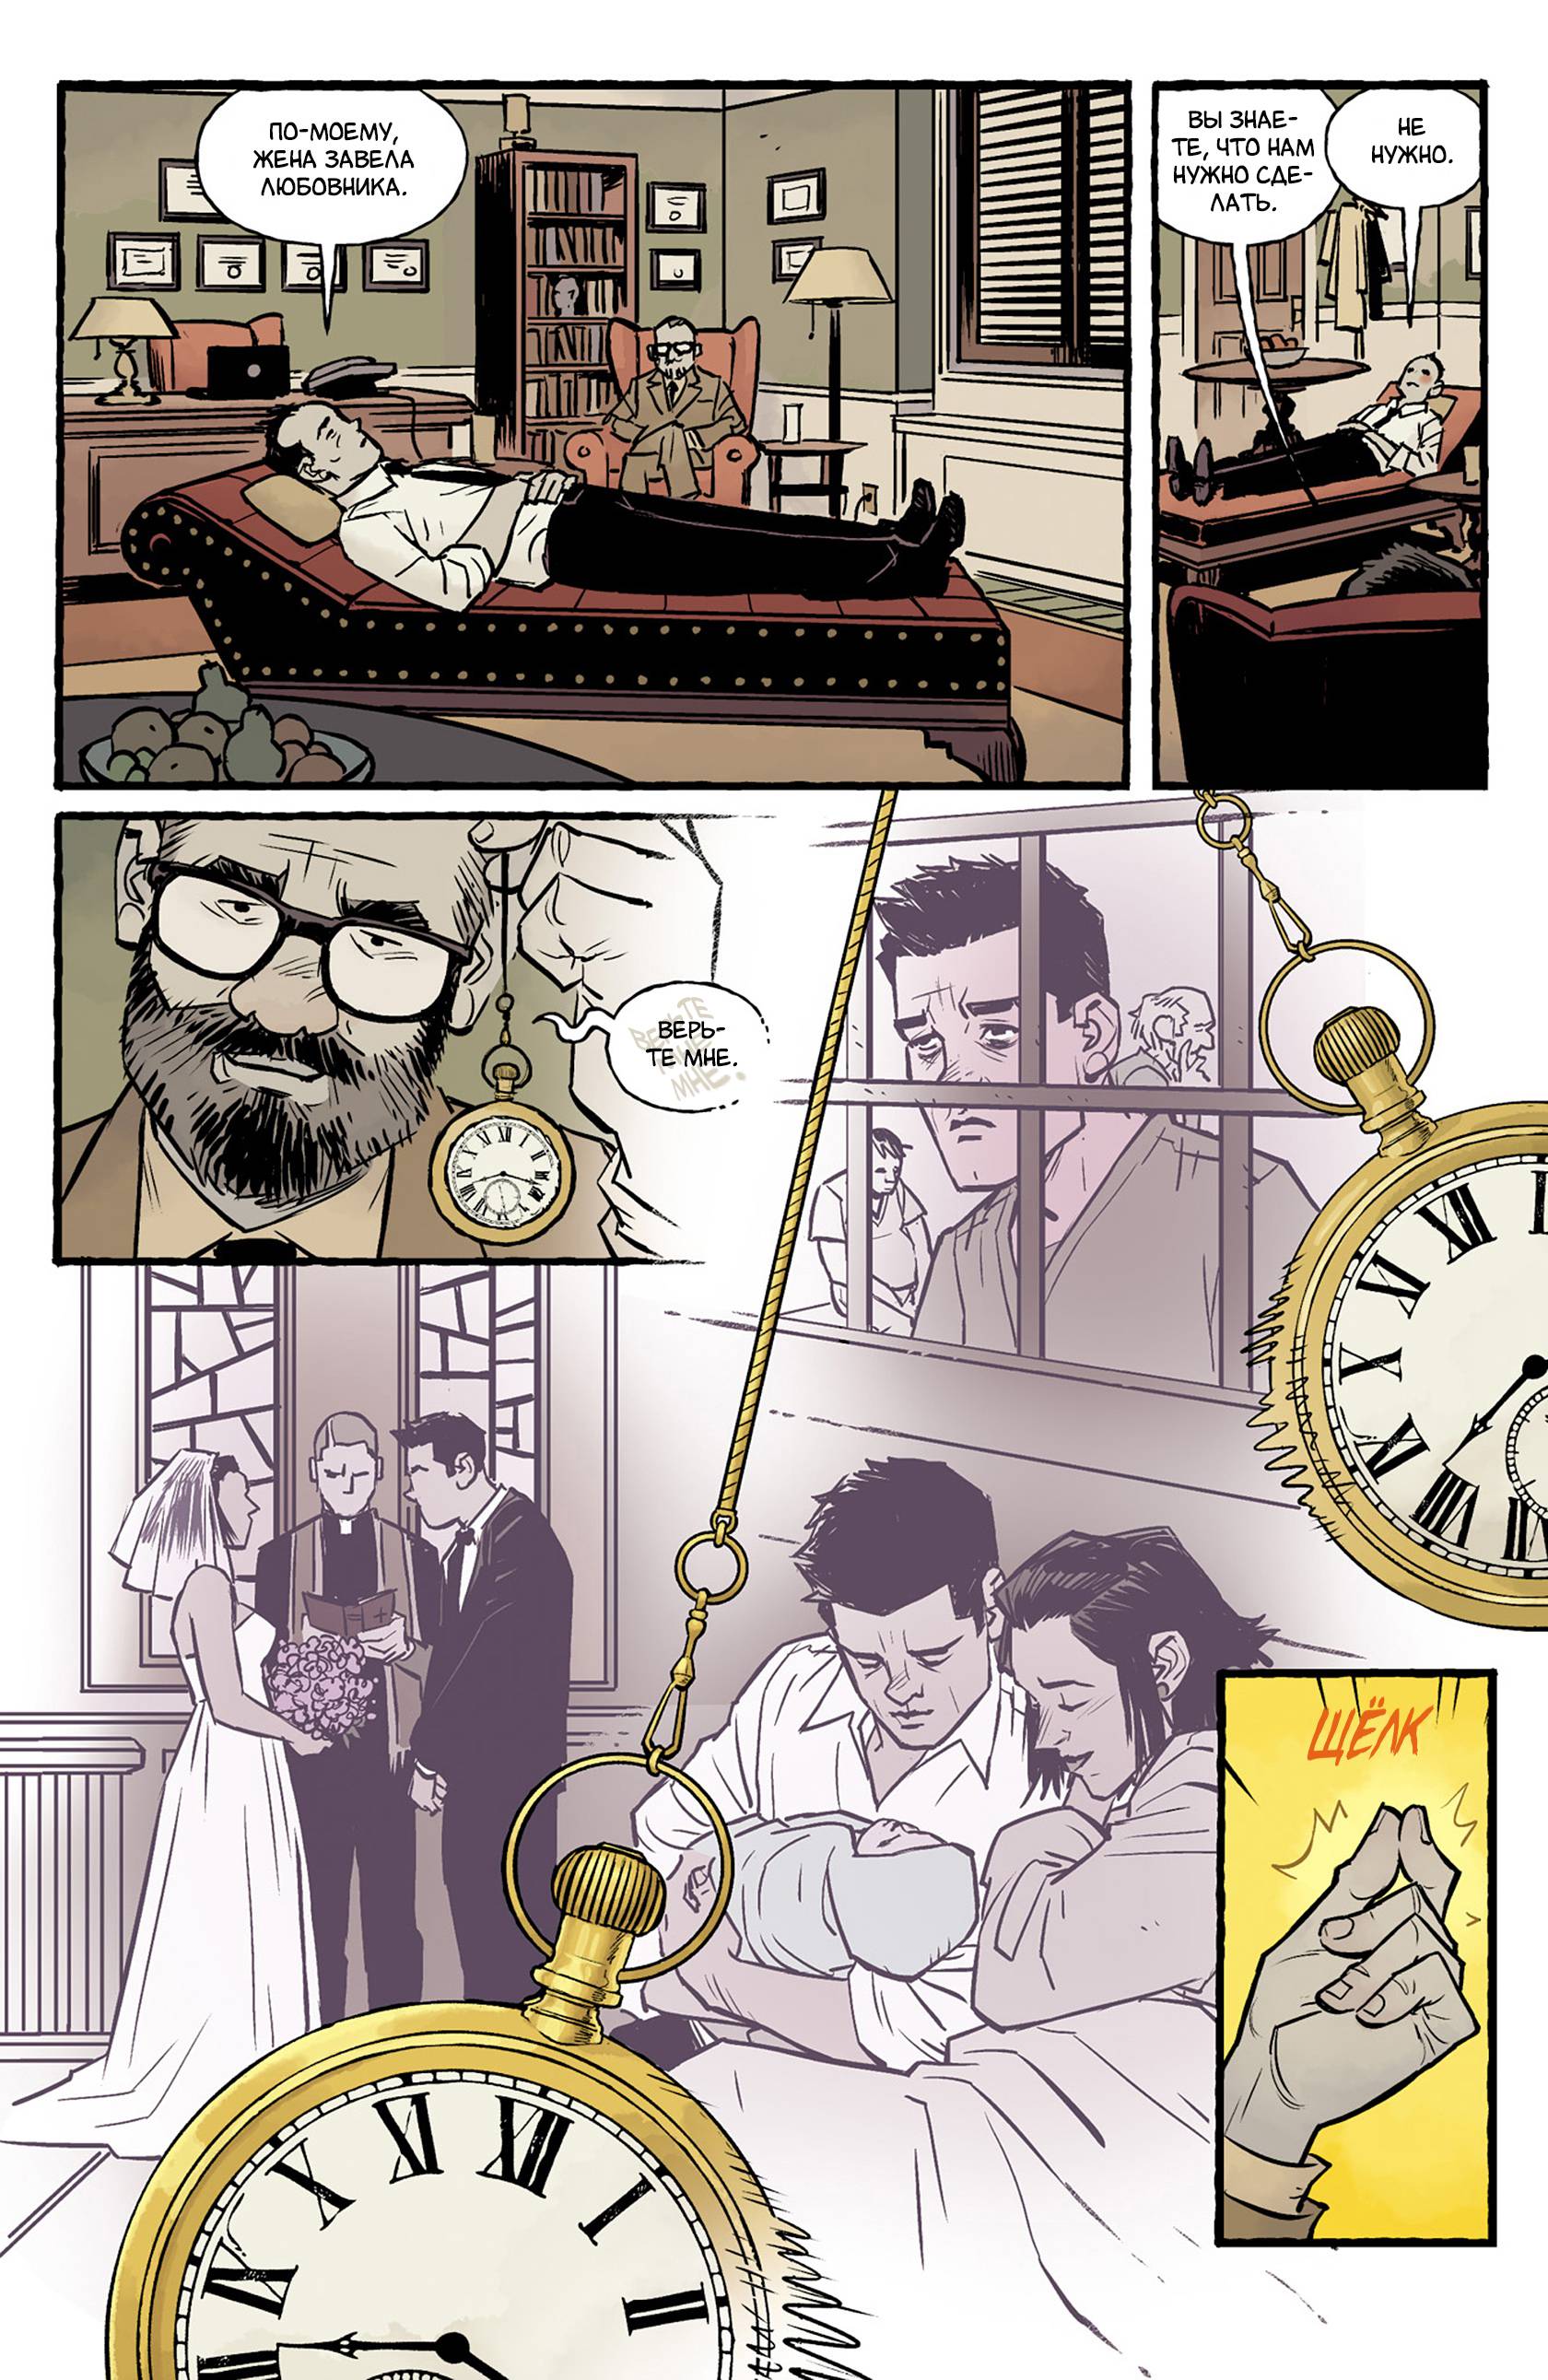 ПО-МОЕМУ,
ЖЕНА ЗАВЕЛА
ЛЮБОВНИКА.
ВЫ ЗНАЕ-
ТЕ, ЧТО НАМ
НУЖНО СДЕ-
ЛАТЬ.
НЕ
НУЖНО.
ВЕРЬ-
ТЕ МНЕ.
ЩЁЛК